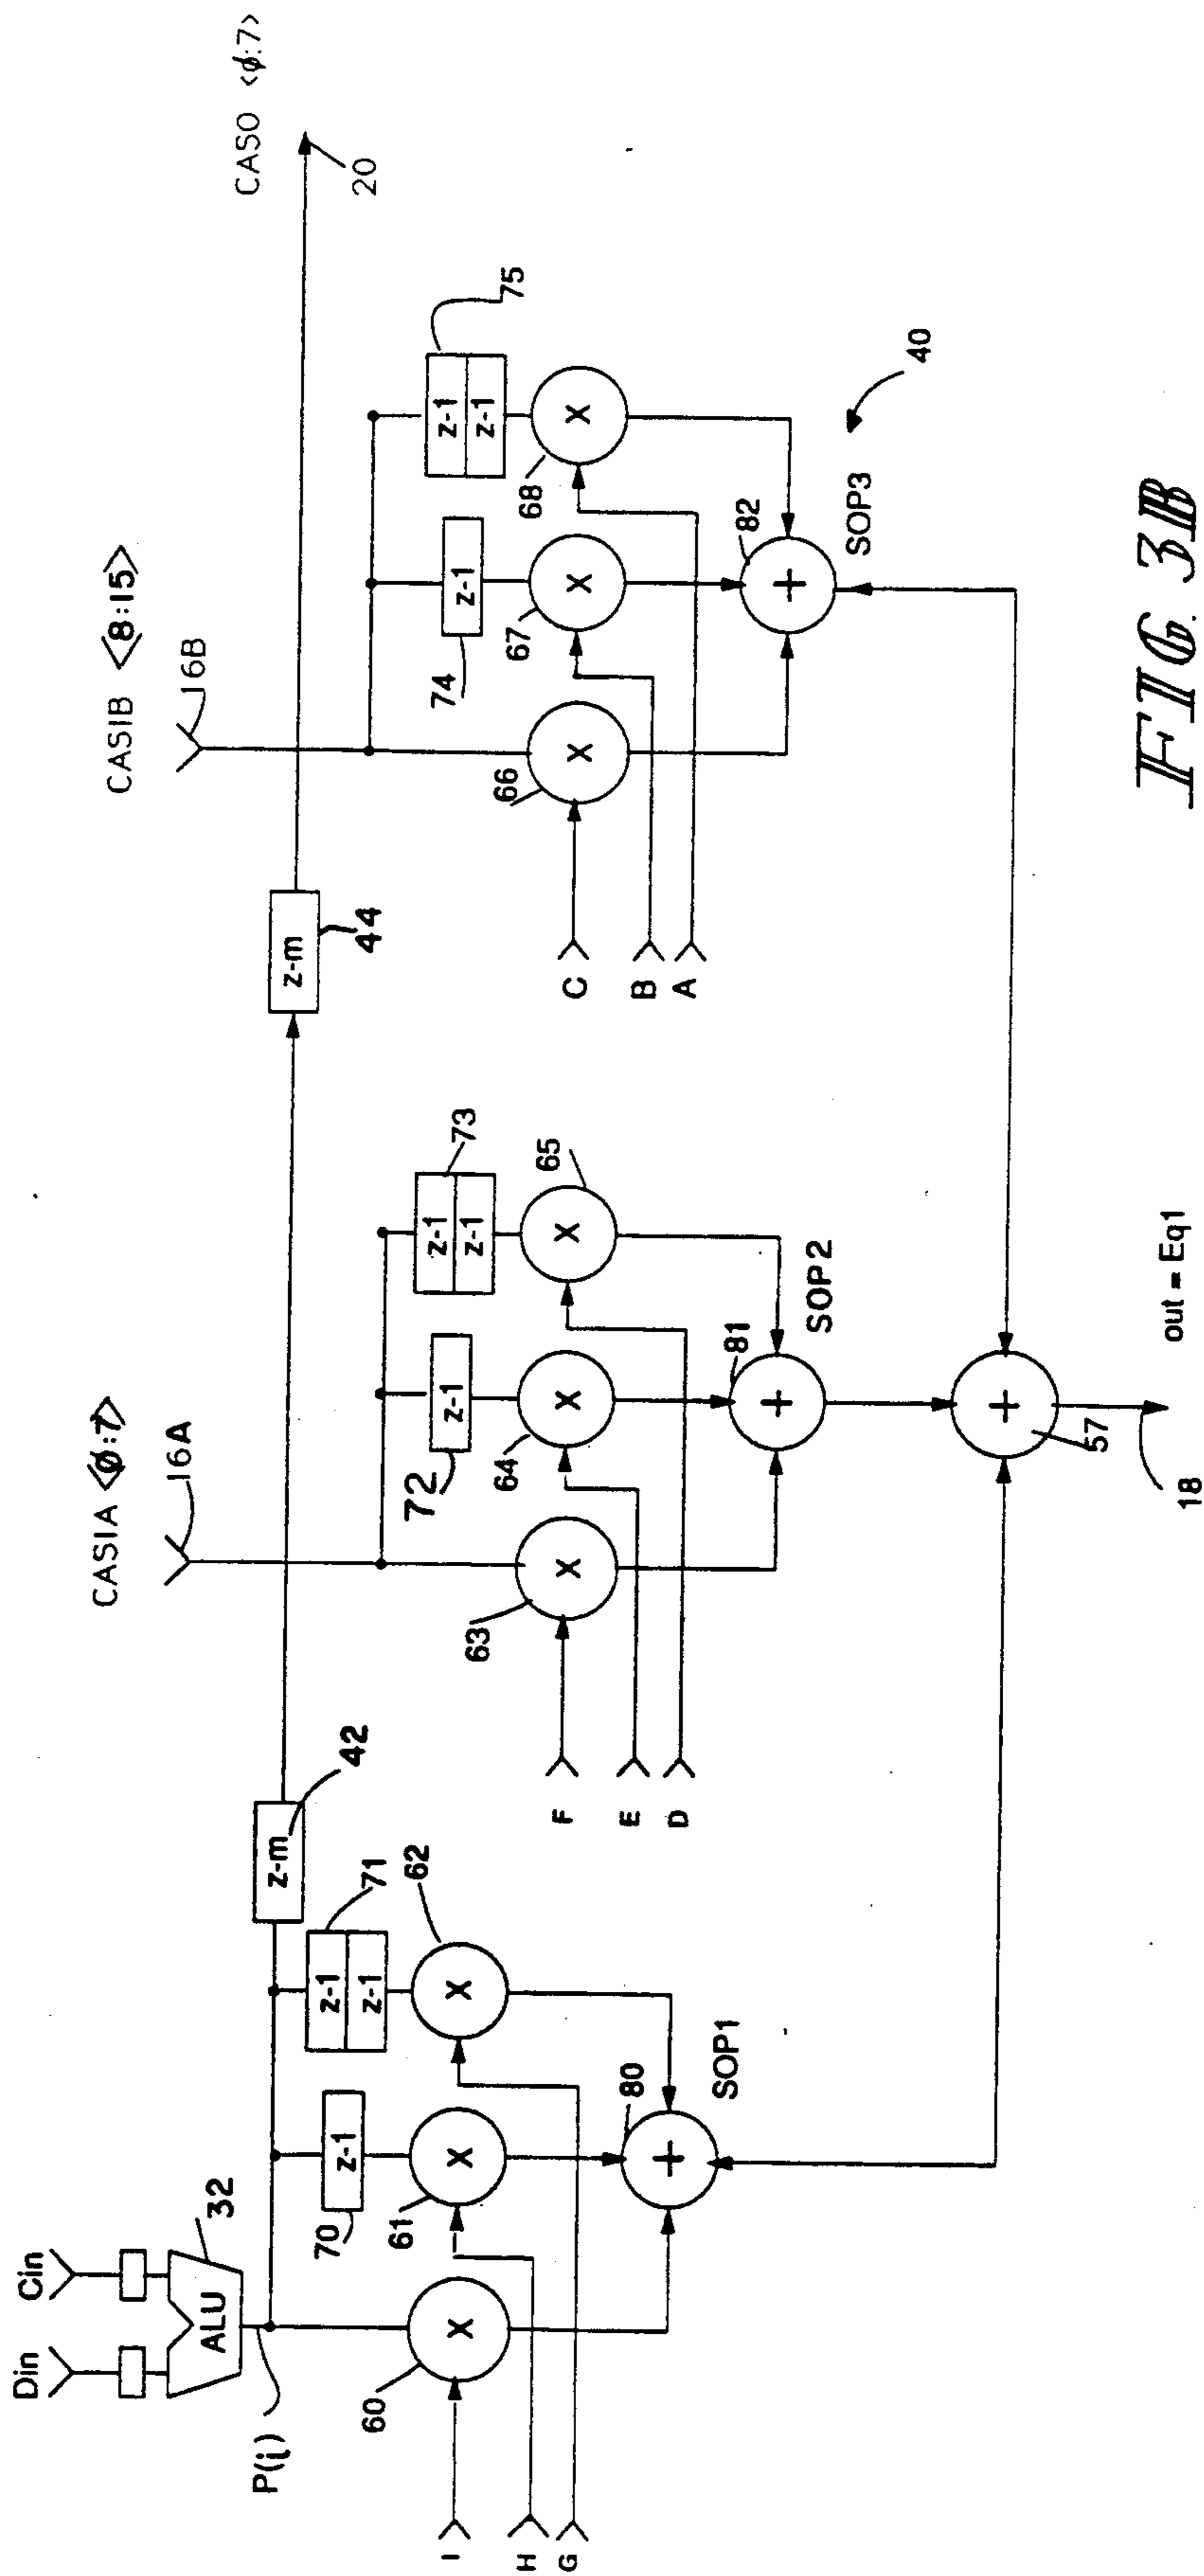 Din
Cin
ALU
32
P(i)
I
H
G
60
X
70
z-1
61
X
71
z-1
z-1
62
X
80
+
SOP1
z-m
42
CASIA <ø:7>
16A
F
E
D
63
X
72
z-1
64
X
73
z-1
z-1
65
X
81
+
SOP2
z-m
44
CASIB <8:15>
16B
C
B
A
66
X
74
z-1
67
X
75
z-1
z-1
68
X
82
+
SOP3
40
CASO <ø:7>
20
+
57
18
out = Eq1
FIG. 3B